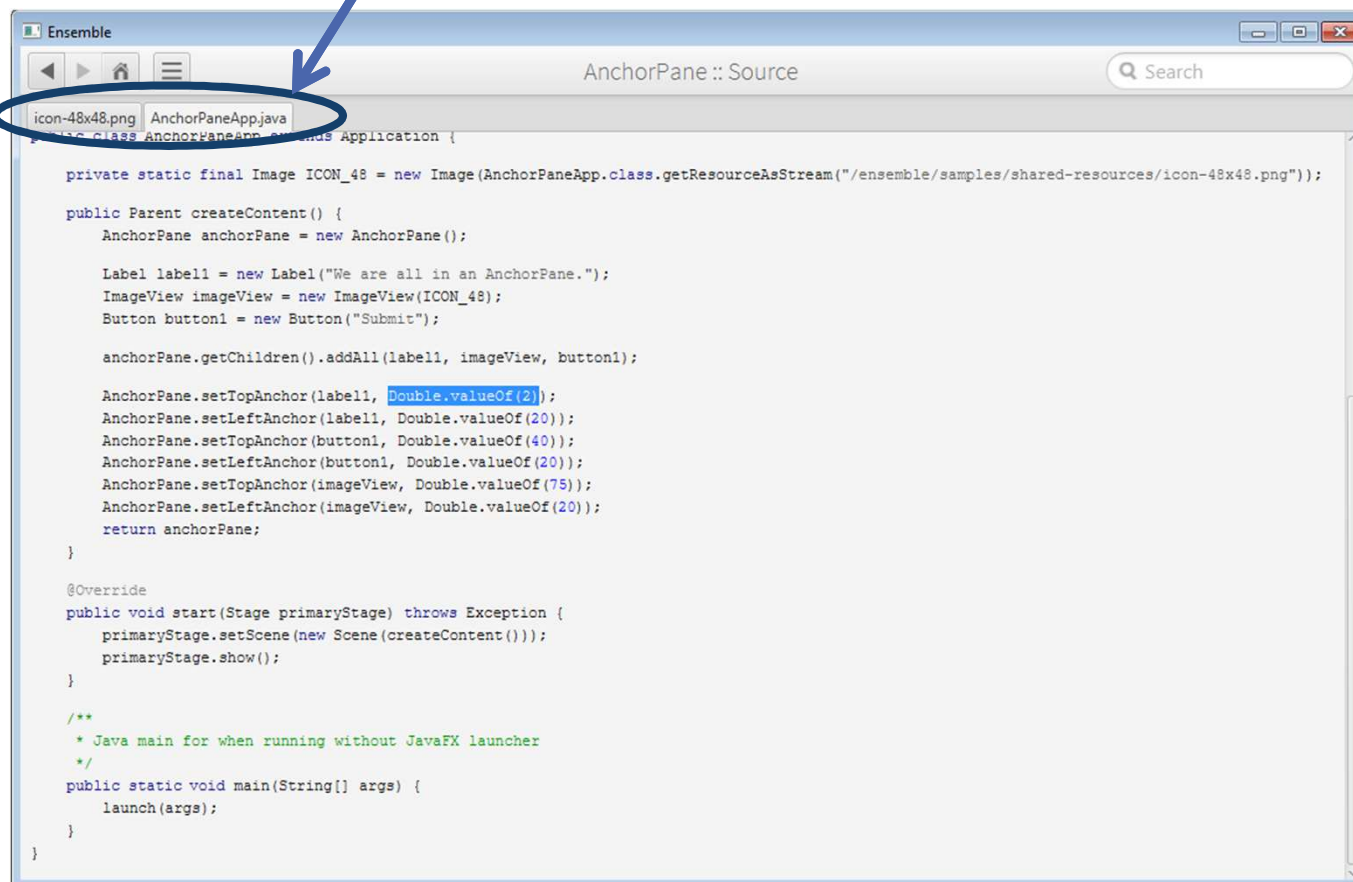 Ensemble
AnchorPane :: Source
Search
icon-48x48.png AnchorPaneApp.java
public class AnchorPaneApp extends Application {
private static final Image ICON_48 = new Image(AnchorPaneApp.class.getResourceAsStream("/ensemble/samples/shared-resources/icon-48x48.png"));
public Parent createContent() {
AnchorPane anchorPane = new AnchorPane();
Label label1 = new Label("We are all in an AnchorPane.");
ImageView imageView = new ImageView(ICON_48);
Button button1 = new Button("Submit");
anchorPane.getChildren().addAll(label1, imageView, button1);
AnchorPane.setTopAnchor(label1, Double.valueOf(2));
AnchorPane.setLeftAnchor(label1, Double.valueOf(20));
AnchorPane.setTopAnchor(button1, Double.valueOf(40));
AnchorPane.setLeftAnchor(button1, Double.valueOf(20));
AnchorPane.setTopAnchor(imageView, Double.valueOf(75));
AnchorPane.setLeftAnchor(imageView, Double.valueOf(20));
return anchorPane;
}
@Override
public void start(Stage primaryStage) throws Exception {
primaryStage.setScene(new Scene(createContent()));
primaryStage.show();
}
/**
* Java main for when running without JavaFX launcher
*/
public static void main(String[] args) {
launch(args);
}
}